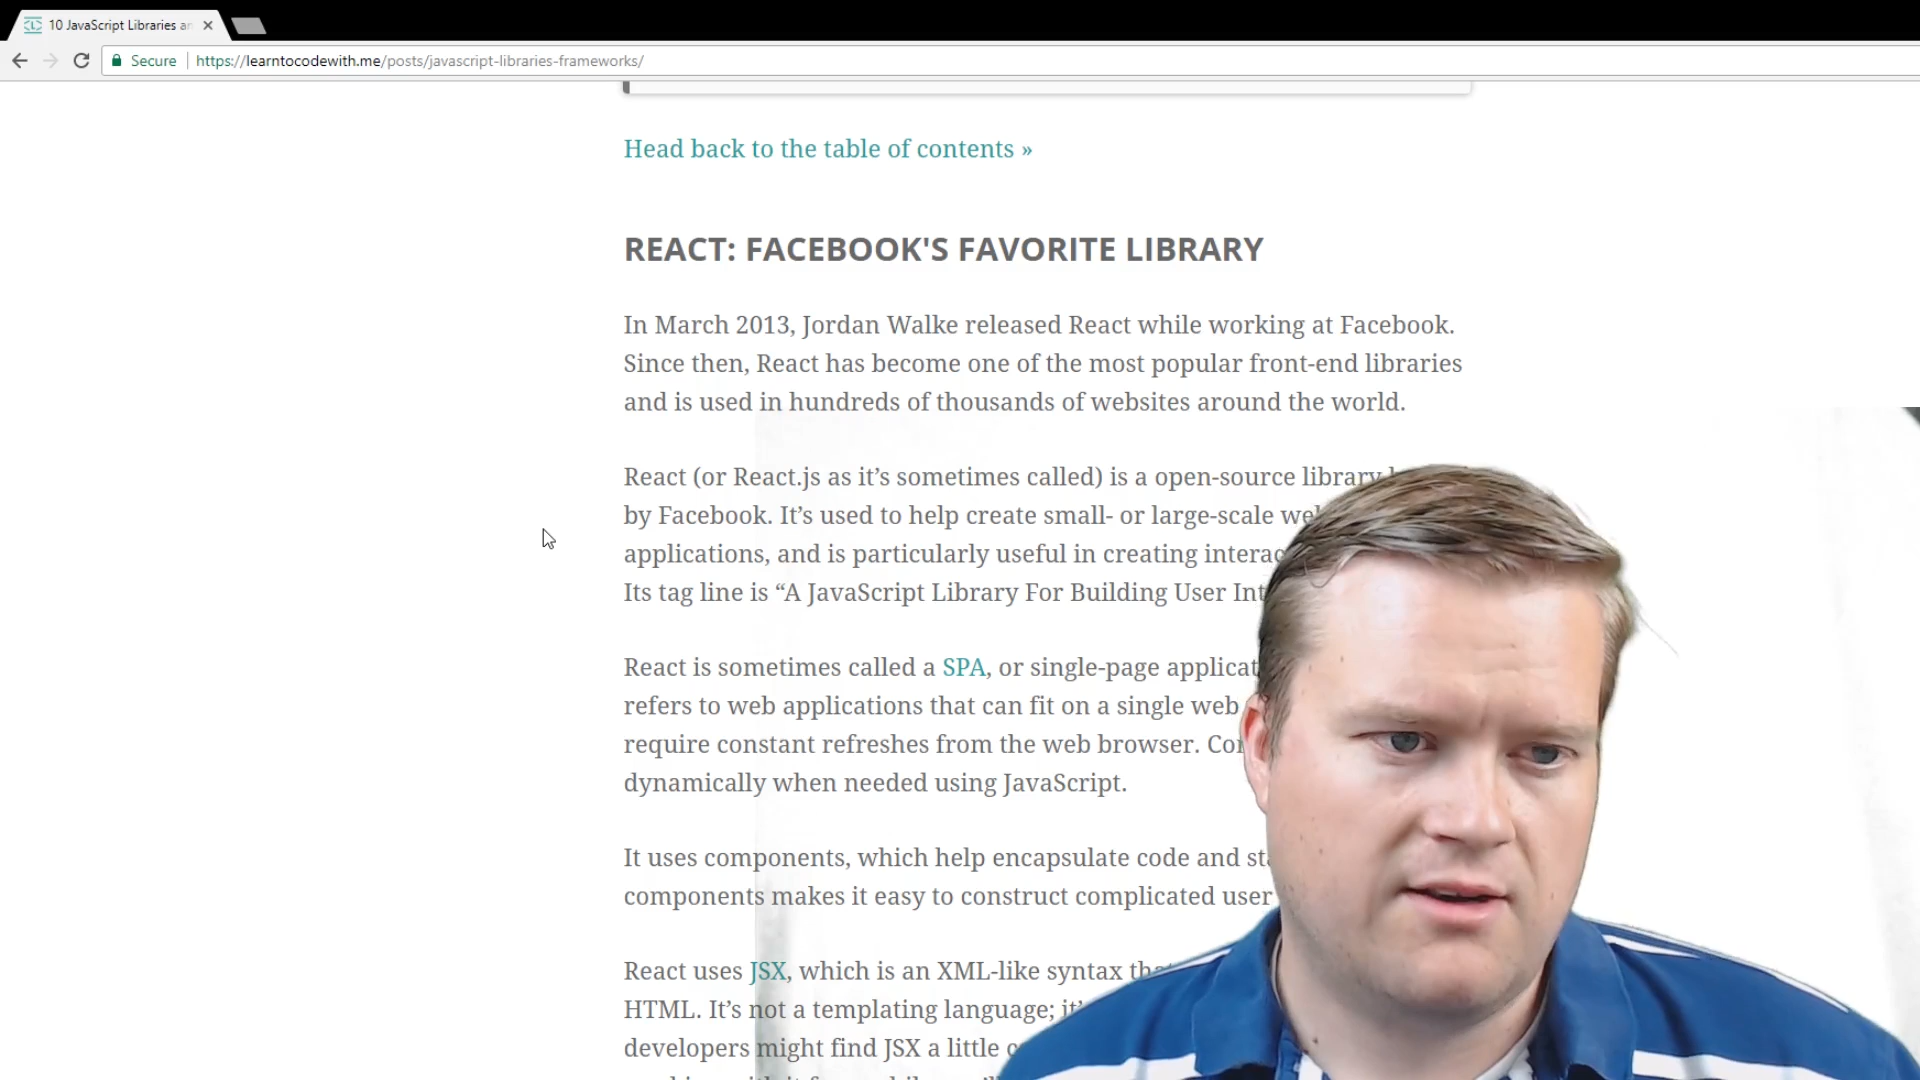 10 JavaScript Libraries an
Secure
https://learntocodewith.me/posts/javascript-libraries-frameworks/
Head back to the table of contents »
REACT: FACEBOOK'S FAVORITE LIBRARY
In March 2013, Jordan Walke released React while working at Facebook.
Since then, React has become one of the most popular front-end libraries
and is used in hundreds of thousands of websites around the world.
React (or React.js as it’s sometimes called) is a open-source library
by Facebook. It’s used to help create small- or large-scale
applications, and is particularly useful in creating
Its tag line is “A JavaScript Library For Building User
React is sometimes called a SPA, or single-page
refers to web applications that can fit on a single web
require constant refreshes from the web browser.
dynamically when needed using JavaScript.
It uses components, which help encapsulate code and
components makes it easy to construct complicated user
React uses JSX, which is an XML-like syntax
HTML. It’s not a templating language;
developers might find JSX a little